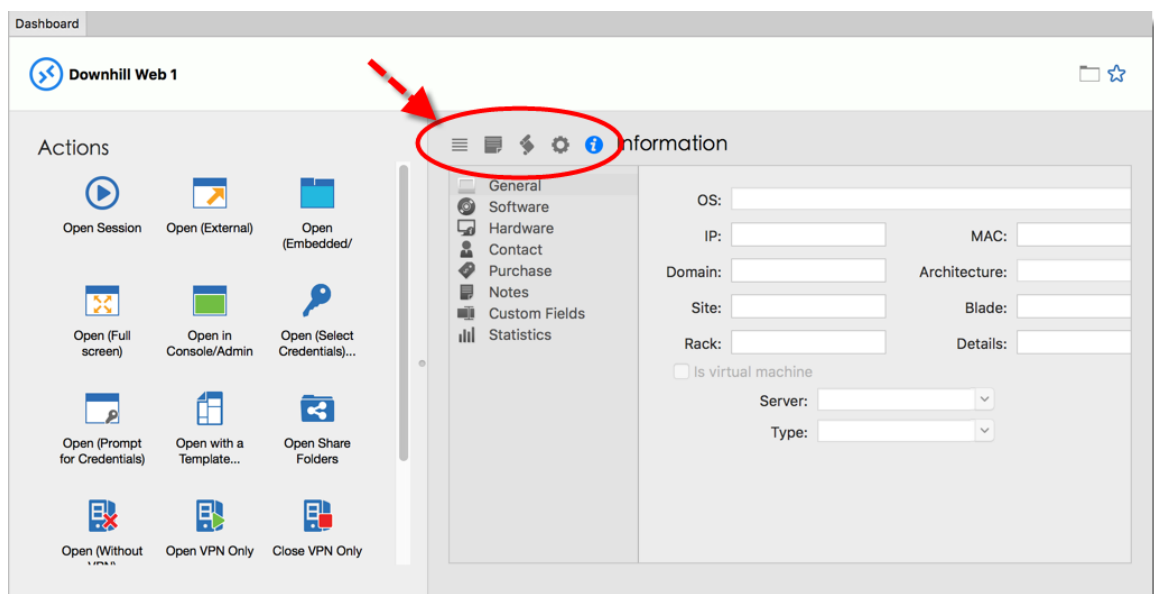 Dashboard
Downhill Web 1
Actions
Information
Open Session
Open (External)
Open
(Embedded/
Open (Full
screen)
Open in
Console/Admin
Open (Select
Credentials)...
Open (Prompt
for Credentials)
Open with a
Template...
Open Share
Folders
Open (Without
VPN)
Open VPN Only
Close VPN Only
General
Software
Hardware
Contact
Purchase
Notes
Custom Fields
Statistics
OS:
IP:
MAC:
Domain:
Architecture:
Site:
Blade:
Rack:
Details:
Is virtual machine
Server:
Type: